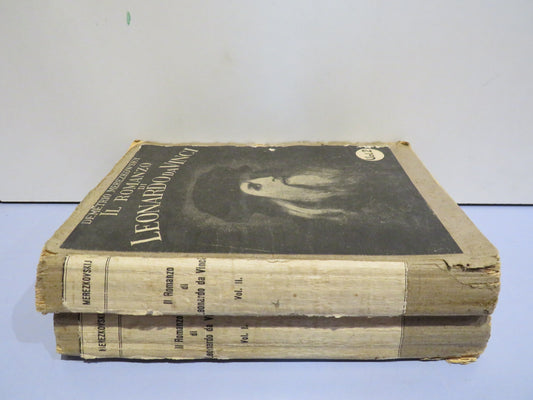 DEMETRIO MEREZKOVSKI
IL ROMANZO
DI
LEONARDO DA VINCI
MEREZKOVSKIJ
Il Romanzo
di
Leonardo da Vinci
Vol. II.
MEREZKOVSKIJ
Il Romanzo
di
Leonardo da Vinci
Vol. I.